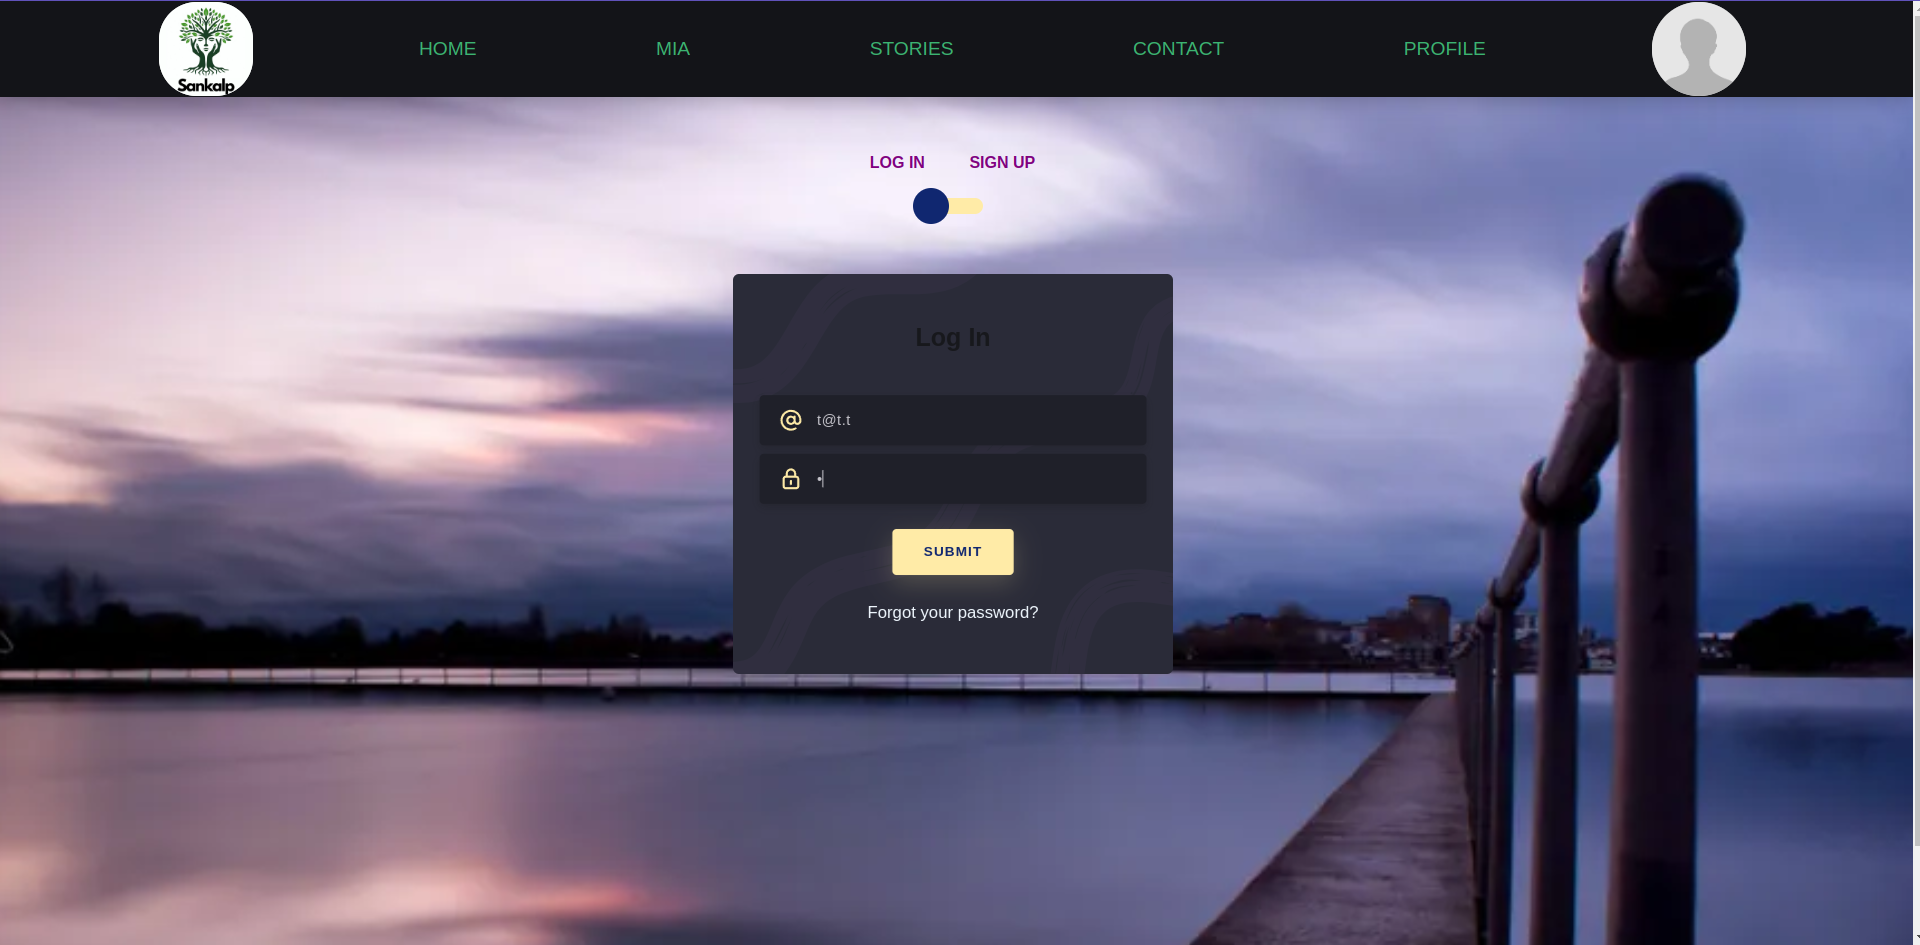 Sankalp
HOME
MIA
STORIES
CONTACT
PROFILE
LOG IN
SIGN UP
Log In
t@t.t
•
SUBMIT
Forgot your password?